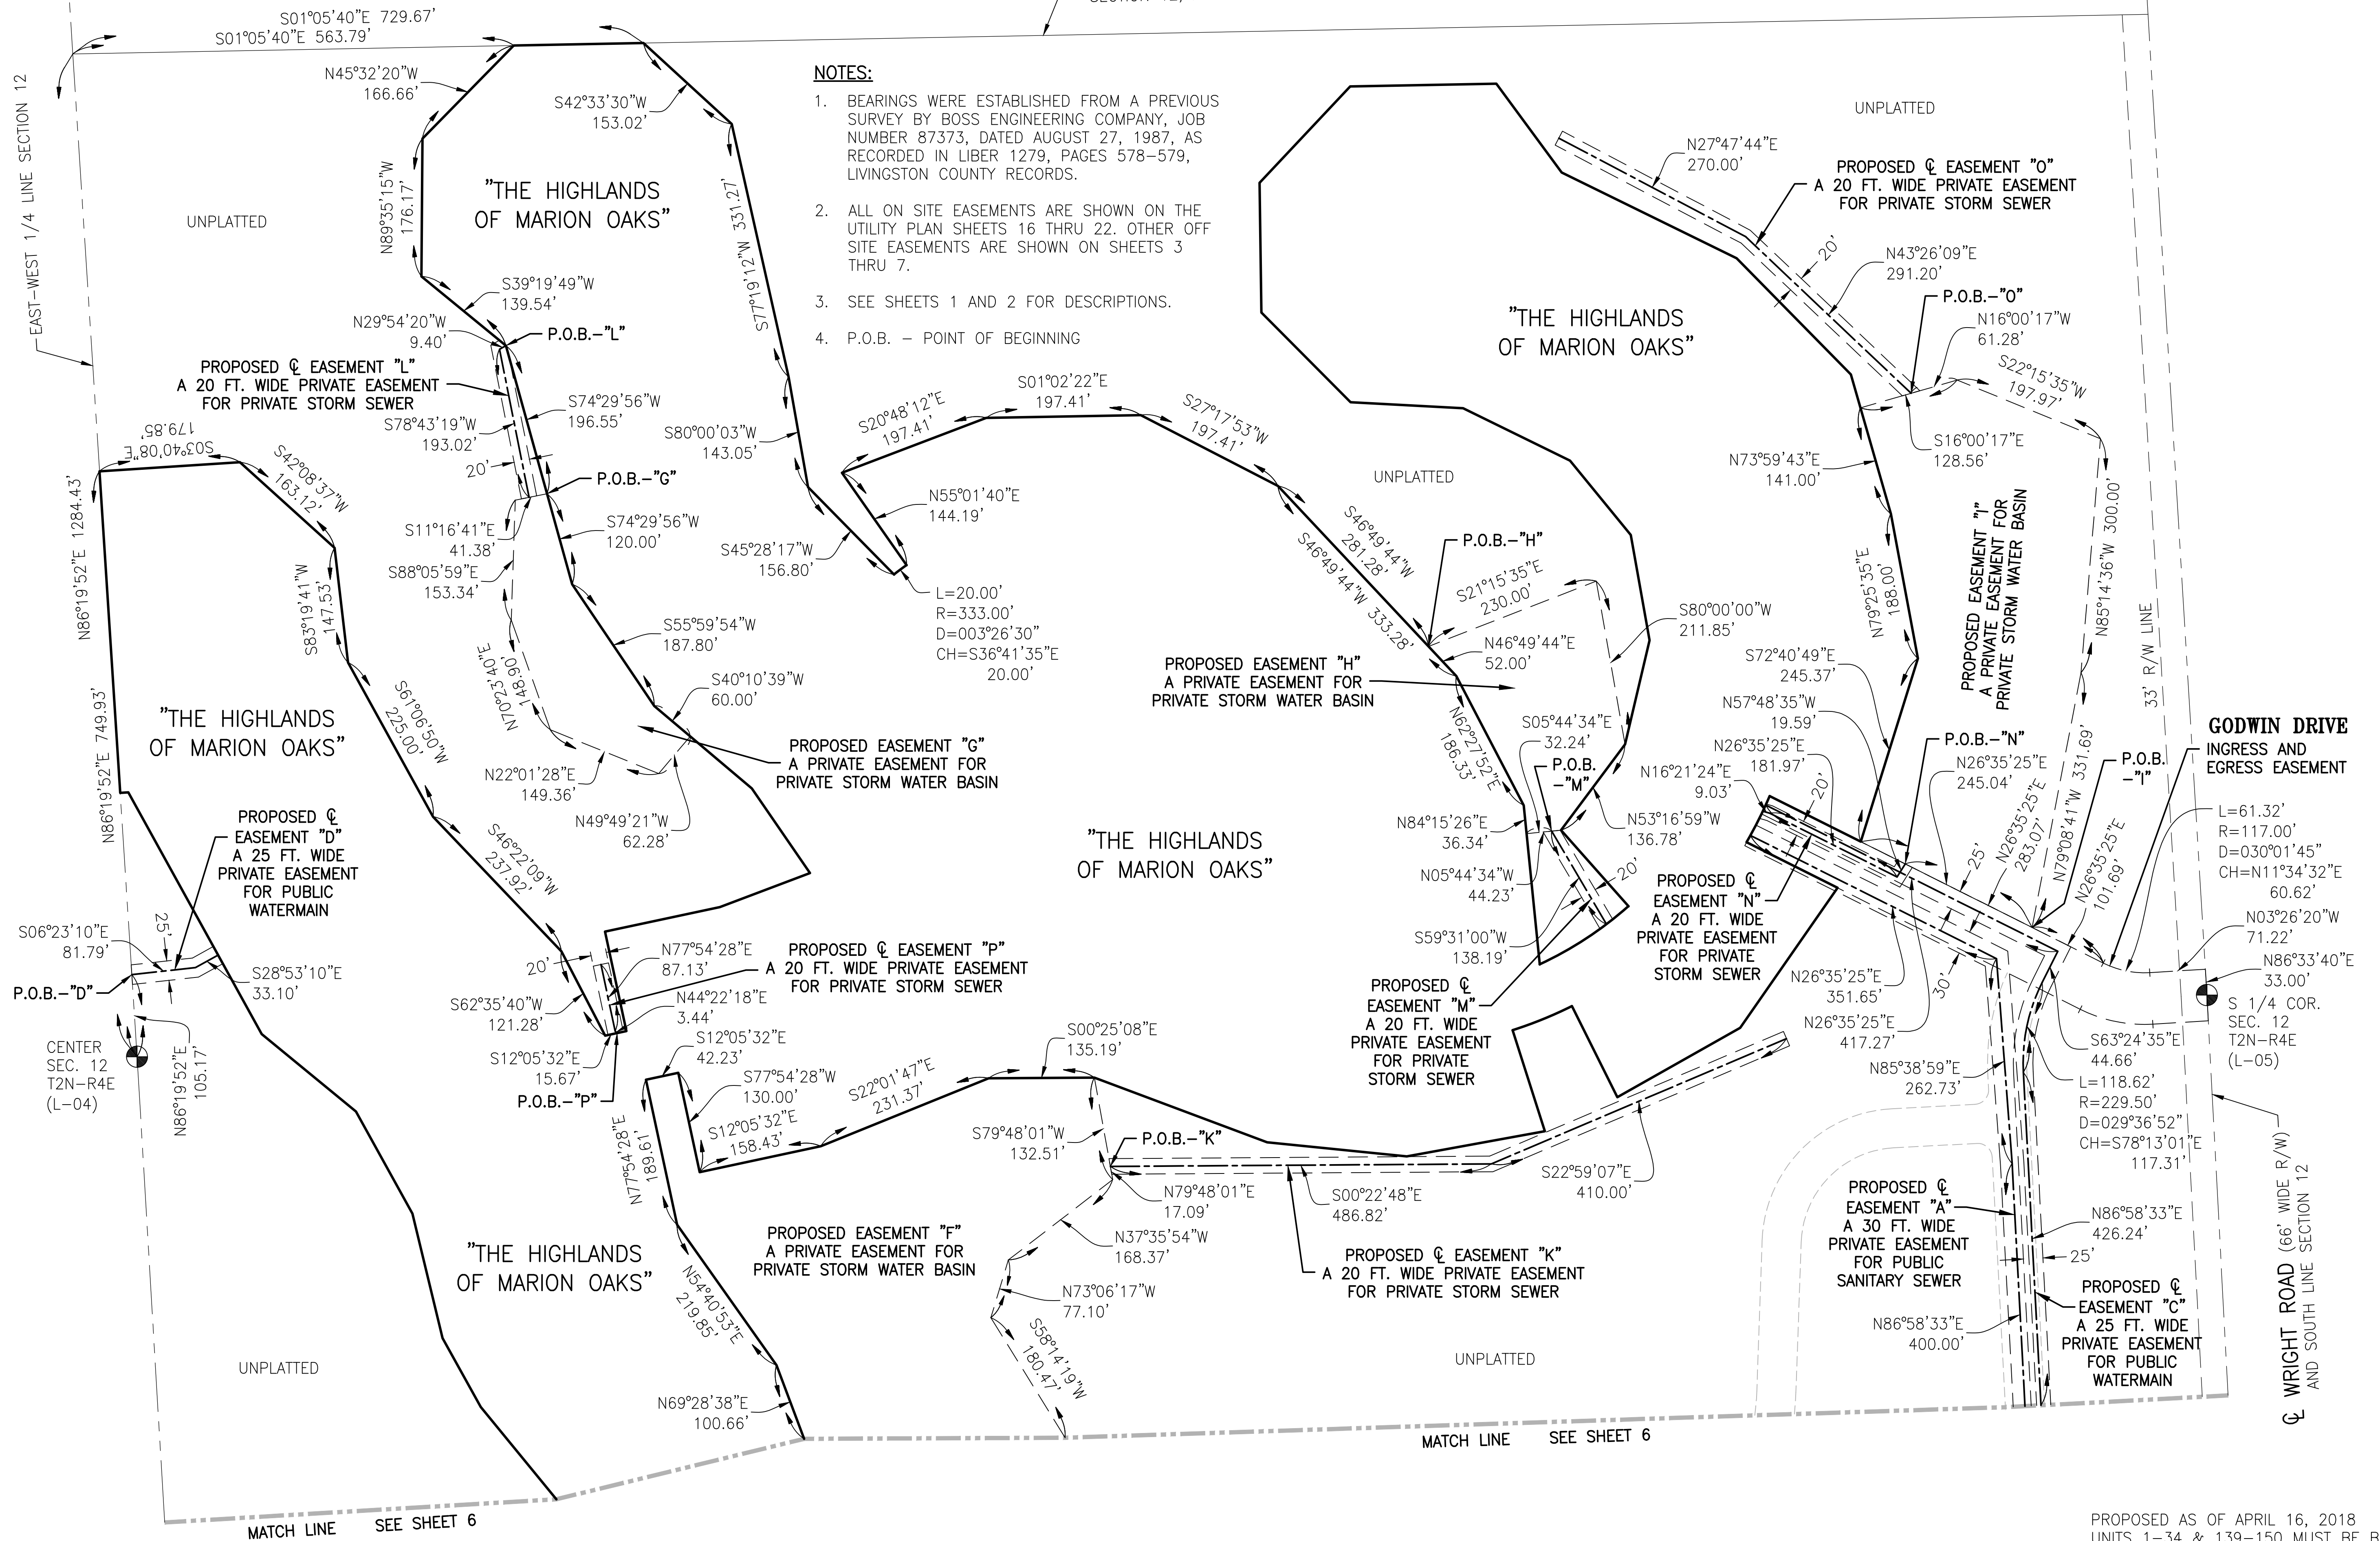 S01°05'40"E 729.67'
S01°05'40"E 563.79'
EAST-WEST 1/4 LINE SECTION 12
N45°32'20"W
166.66'
S42°33'30"W
153.02'
N89°35'15"W
176.17'
"THE HIGHLANDS
OF MARION OAKS"
UNPLATTED
S77°19'12"W 331.27'
S39°19'49"W
139.54'
N29°54'20"W
9.40'
P.O.B.-"L"
PROPOSED ℄ EASEMENT "L"
A 20 FT. WIDE PRIVATE EASEMENT
FOR PRIVATE STORM SEWER
S74°29'56"W
196.55'
S78°43'19"W
193.02'
20'
P.O.B.-"G"
S80°00'03"W
143.05'
S11°16'41"E
41.38'
S74°29'56"W
120.00'
S88°05'59"E
153.34'
S45°28'17"W
156.80'
NOTES:
1. BEARINGS WERE ESTABLISHED FROM A PREVIOUS
SURVEY BY BOSS ENGINEERING COMPANY, JOB
NUMBER 87373, DATED AUGUST 27, 1987, AS
RECORDED IN LIBER 1279, PAGES 578-579,
LIVINGSTON COUNTY RECORDS.
2. ALL ON SITE EASEMENTS ARE SHOWN ON THE
UTILITY PLAN SHEETS 16 THRU 22. OTHER OFF
SITE EASEMENTS ARE SHOWN ON SHEETS 3
THRU 7.
3. SEE SHEETS 1 AND 2 FOR DESCRIPTIONS.
4. P.O.B. - POINT OF BEGINNING
S20°48'12"E
197.41'
S01°02'22"E
197.41'
S27°17'53"W
197.41'
N55°01'40"E
144.19'
L=20.00'
R=333.00'
D=003°26'30"
CH=S36°41'35"E
20.00'
S46°49'44"W
281.28'
S46°49'44"W 333.28'
UNPLATTED
P.O.B.-"H"
S21°15'35"E
230.00'
S80°00'00"W
211.85'
N46°49'44"E
52.00'
PROPOSED EASEMENT "H"
A PRIVATE EASEMENT FOR
PRIVATE STORM WATER BASIN
N62°27'52"E
186.33'
S05°44'34"E
32.24'
P.O.B.
-"M"
N84°15'26"E
36.34'
N05°44'34"W
44.23'
N53°16'59"W
136.78'
20'
S59°31'00"W
138.19'
PROPOSED ℄
EASEMENT "M"
A 20 FT. WIDE
PRIVATE EASEMENT
FOR PRIVATE
STORM SEWER
UNPLATTED
N27°47'44"E
270.00'
PROPOSED ℄ EASEMENT "O"
A 20 FT. WIDE PRIVATE EASEMENT
FOR PRIVATE STORM SEWER
20'
N43°26'09"E
291.20'
P.O.B.-"O"
N16°00'17"W
61.28'
S22°15'35"W
197.97'
"THE HIGHLANDS
OF MARION OAKS"
S16°00'17"E
128.56'
N73°59'43"E
141.00'
PROPOSED EASEMENT "I"
A PRIVATE EASEMENT FOR
PRIVATE STORM WATER BASIN
N85°14'36"W 300.00'
33' R/W LINE
N79°25'35"E
188.00'
S72°40'49"E
245.37'
N57°48'35"W
19.59'
N26°35'25"E
181.97'
N16°21'24"E
9.03'
20'
P.O.B.-"N"
N26°35'25"E
245.04'
25'
N26°35'25"E
283.07'
N79°08'41"W 331.69'
N26°35'25"E
101.69'
P.O.B.
-"I"
GODWIN DRIVE
INGRESS AND
EGRESS EASEMENT
L=61.32'
R=117.00'
D=030°01'45"
CH=N11°34'32"E
60.62'
N03°26'20"W
71.22'
N86°33'40"E
33.00'
S 1/4 COR.
SEC. 12
T2N-R4E
(L-05)
PROPOSED ℄
EASEMENT "N"
A 20 FT. WIDE
PRIVATE EASEMENT
FOR PRIVATE
STORM SEWER
N26°35'25"E
351.65'
30'
N26°35'25"E
417.27'
S63°24'35"E
44.66'
N85°38'59"E
262.73'
L=118.62'
R=229.50'
D=029°36'52"
CH=S78°13'01"E
117.31'
PROPOSED ℄
EASEMENT "A"
A 30 FT. WIDE
PRIVATE EASEMENT
FOR PUBLIC
SANITARY SEWER
N86°58'33"E
426.24'
25'
N86°58'33"E
400.00'
PROPOSED ℄
EASEMENT "C"
A 25 FT. WIDE
PRIVATE EASEMENT
FOR PUBLIC
WATERMAIN
℄ WRIGHT ROAD (66' WIDE R/W)
AND SOUTH LINE SECTION 12
S03°40'08"E
179.85'
S42°08'37"W
163.12'
N86°19'52"E 1284.43'
S83°19'41"W
147.53'
N86°19'52"E 749.93'
"THE HIGHLANDS
OF MARION OAKS"
S61°06'50"W
225.00'
N70°23'40"E
148.90'
S55°59'54"W
187.80'
S40°10'39"W
60.00'
N22°01'28"E
149.36'
N49°49'21"W
62.28'
PROPOSED EASEMENT "G"
A PRIVATE EASEMENT FOR
PRIVATE STORM WATER BASIN
S46°22'09"W
237.92'
PROPOSED ℄
EASEMENT "D"
A 25 FT. WIDE
PRIVATE EASEMENT
FOR PUBLIC
WATERMAIN
S06°23'10"E
81.79'
25'
S28°53'10"E
33.10'
P.O.B.-"D"
CENTER
SEC. 12
T2N-R4E
(L-04)
N86°19'52"E
105.17'
"THE HIGHLANDS
OF MARION OAKS"
20'
N77°54'28"E
87.13'
PROPOSED ℄ EASEMENT "P"
A 20 FT. WIDE PRIVATE EASEMENT
FOR PRIVATE STORM SEWER
S62°35'40"W
121.28'
N44°22'18"E
3.44'
S12°05'32"E
15.67'
S12°05'32"E
42.23'
P.O.B.-"P"
S77°54'28"W
130.00'
N77°54'28"E
189.61'
S12°05'32"E
158.43'
S22°01'47"E
231.37'
S00°25'08"E
135.19'
S79°48'01"W
132.51'
P.O.B.-"K"
N79°48'01"E
17.09'
S00°22'48"E
486.82'
S22°59'07"E
410.00'
N37°35'54"W
168.37'
PROPOSED ℄ EASEMENT "K"
A 20 FT. WIDE PRIVATE EASEMENT
FOR PRIVATE STORM SEWER
PROPOSED EASEMENT "F"
A PRIVATE EASEMENT FOR
PRIVATE STORM WATER BASIN
"THE HIGHLANDS
OF MARION OAKS"
N54°40'53"E
219.85'
N73°06'17"W
77.10'
S58°14'19"W
180.47'
N69°28'38"E
100.66'
UNPLATTED
UNPLATTED
MATCH LINE SEE SHEET 6
MATCH LINE SEE SHEET 6
PROPOSED AS OF APRIL 16, 2018
UNITS 1-34 & 139-150 MUST BE B